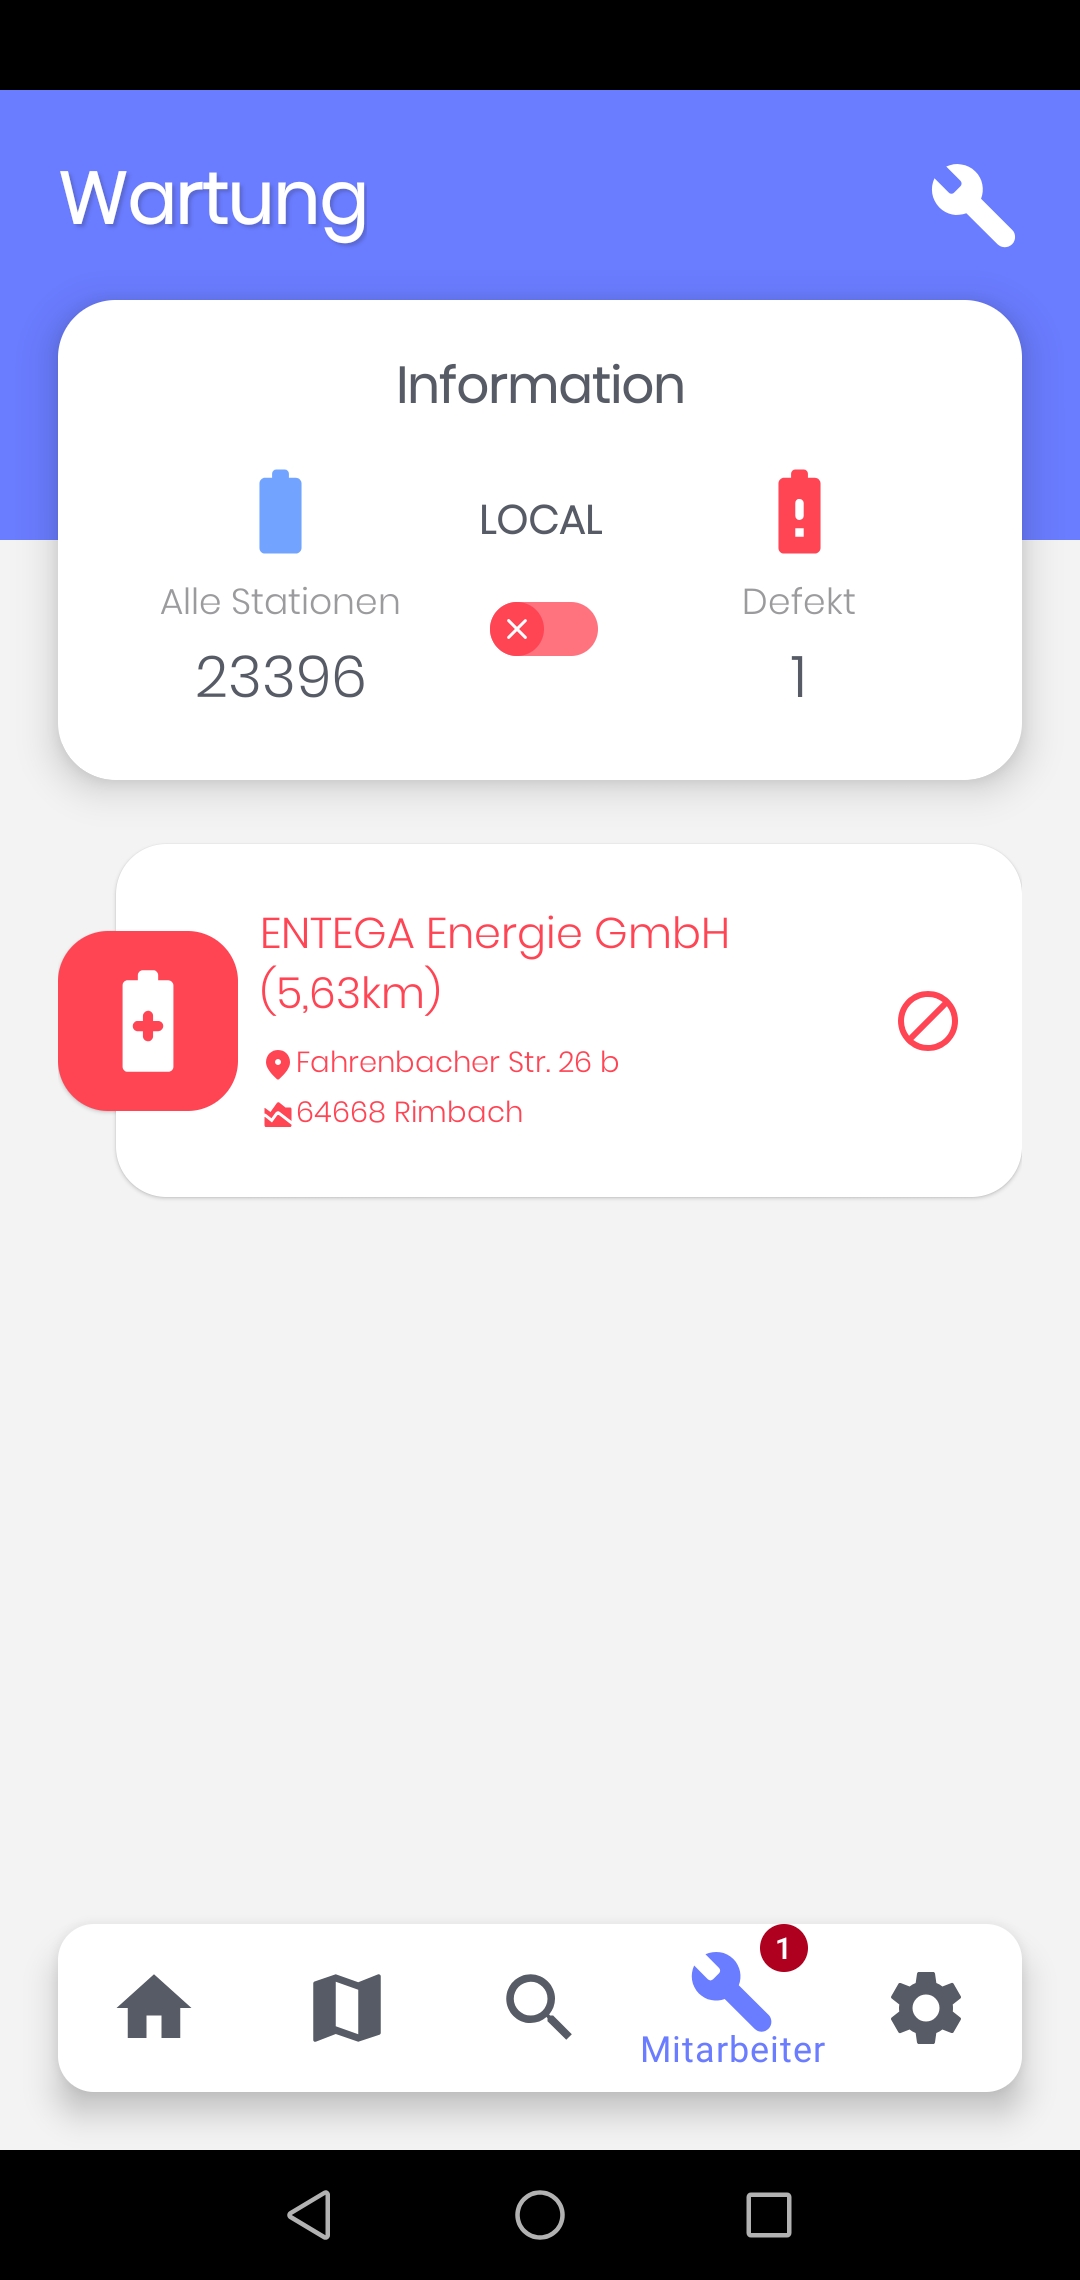 Wartung
Information
LOCAL
Alle Stationen
Defekt
23396
1
ENTEGA Energie GmbH
(5,63km)
Fahrenbacher Str. 26 b
64668 Rimbach
1
Mitarbeiter